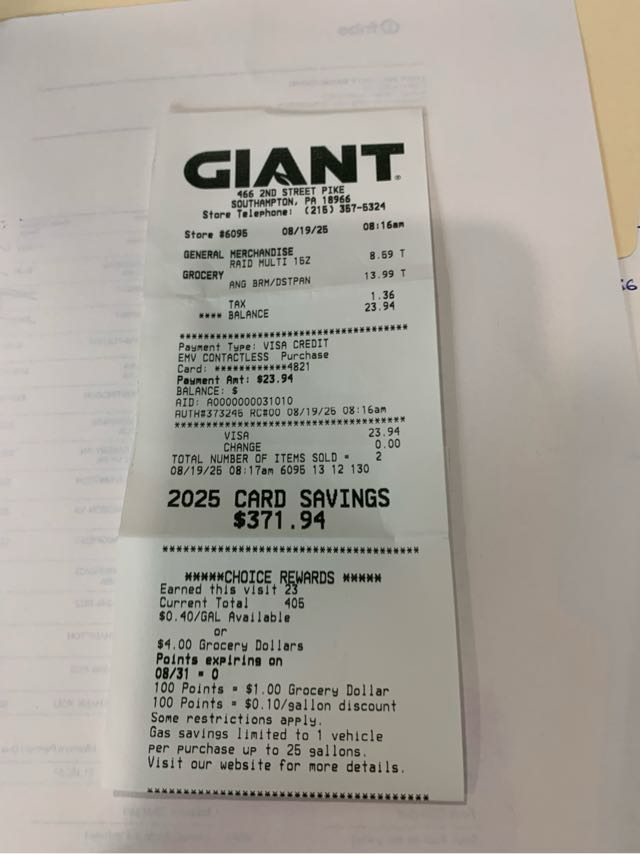 GIANT
466 2ND STREET PIKE
SOUTHAMPTON, PA 18966
Store Telephone: (215) 357-5324
Store #6095 08/19/25 08:16am
GENERAL MERCHANDISE
RAID MULTI 15Z 8.59 T
GROCERY
ANG BRM/DSTPAN 13.99 T
TAX 1.36
**** BALANCE 23.94
****************************************
Payment Type: VISA CREDIT
EMV CONTACTLESS Purchase
Card: ************4821
Payment Amt: $23.94
BALANCE: $
AID: A0000000031010
AUTH#373245 RC#00 08/19/25 08:16am
****************************************
VISA 23.94
CHANGE 0.00
TOTAL NUMBER OF ITEMS SOLD = 2
08/19/25 08:17am 6095 13 12 130
2025 CARD SAVINGS
$371.94
****************************************
*****CHOICE REWARDS *****
Earned this visit 23
Current Total 405
$0.40/GAL Available
or
$4.00 Grocery Dollars
Points expiring on
08/31 = 0
100 Points = $1.00 Grocery Dollar
100 Points = $0.10/gallon discount
Some restrictions apply.
Gas savings limited to 1 vehicle
per purchase up to 25 gallons.
Visit our website for more details.
****************************************